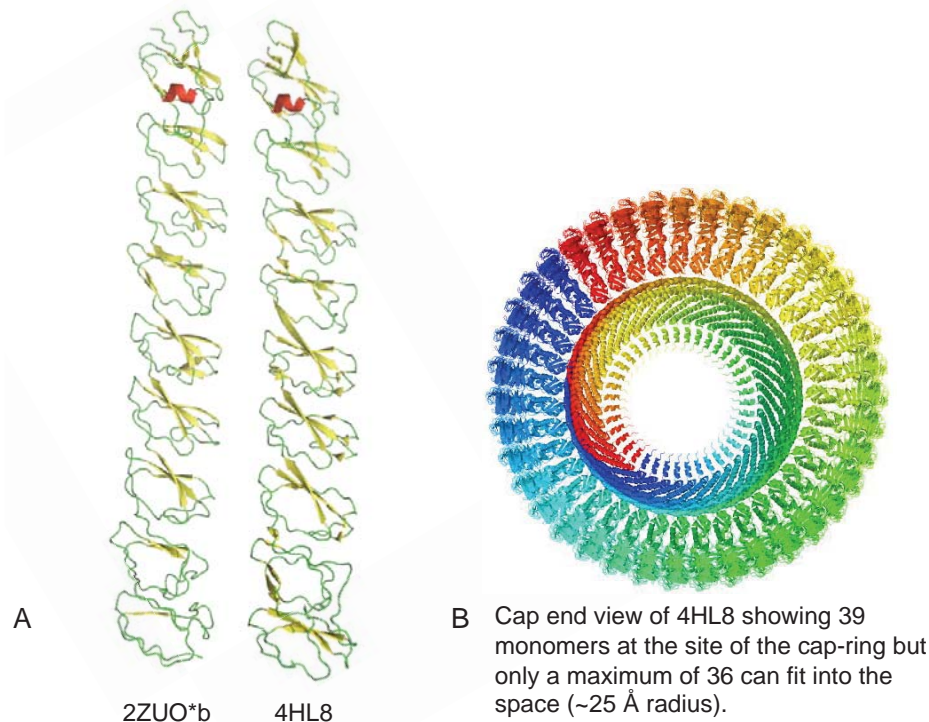 A
2ZUO*b 4HL8
B Cap end view of 4HL8 showing 39
monomers at the site of the cap-ring but
only a maximum of 36 can fit into the
space (~25 Å radius).